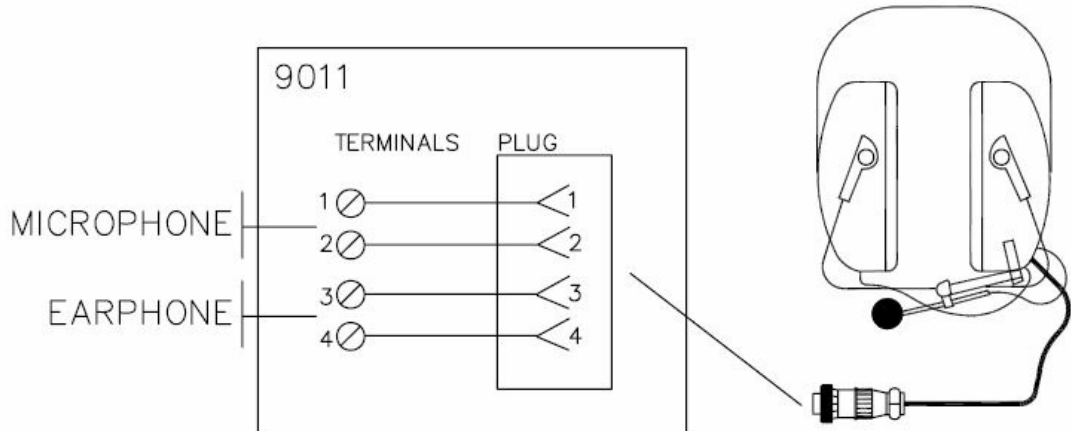 9011
TERMINALS PLUG
MICROPHONE
1 1
2 2
EARPHONE
3 3
4 4